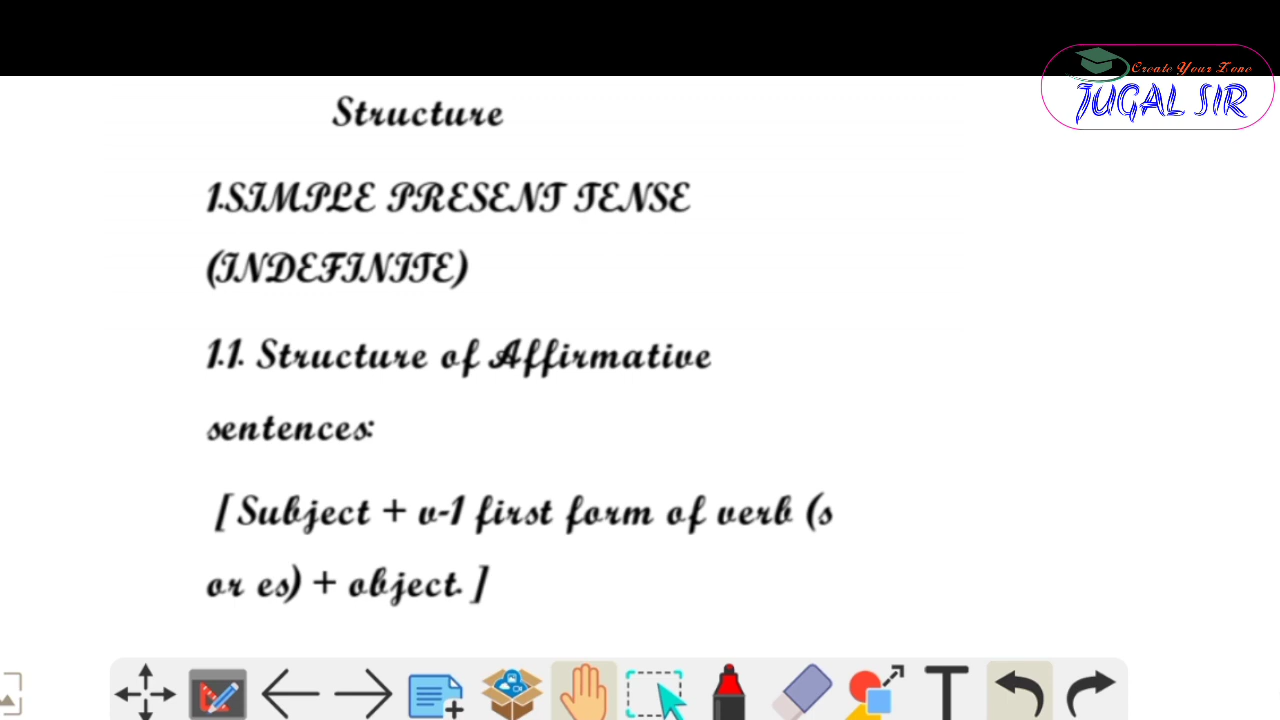 Create Your Zone
JUGAL SIR
Structure
1.SIMPLE PRESENT TENSE
(INDEFINITE)
1.1. Structure of Affirmative
sentences:
[ Subject + v-1 first form of verb (s
or es) + object. ]